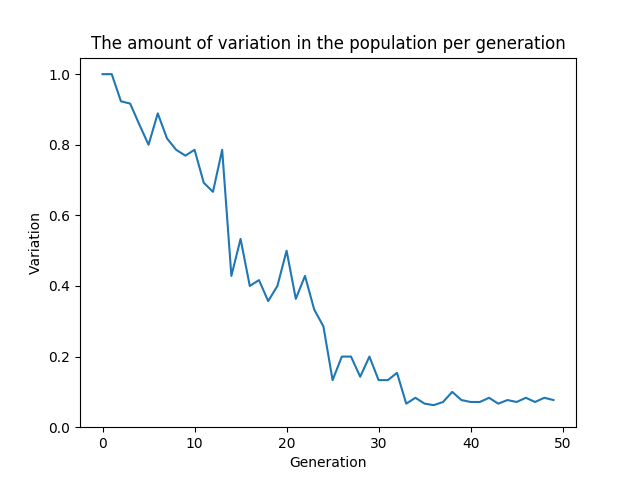 The amount of variation in the population per generation
1.0
0.8
0.6
0.4
0.2
0.0
Variation
0 10 20 30 40 50
Generation